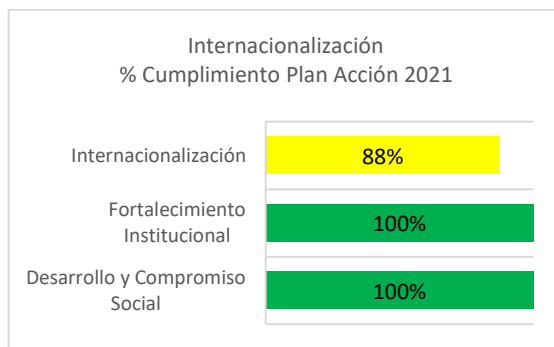 Internacionalización
% Cumplimiento Plan Acción 2021
Internacionalización
88%
Fortalecimiento
Institucional
100%
Desarrollo y Compromiso
Social
100%